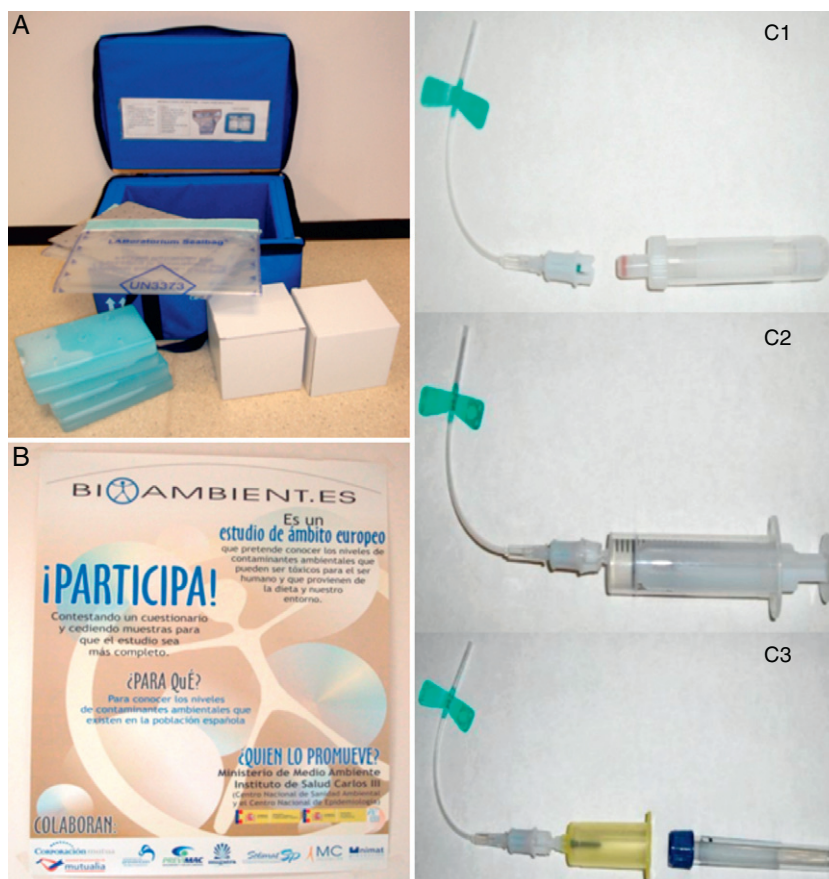 A
LABoratorium Sealbag
UN3373
B
BIOAMBIENT.ES
Es un
estudio de ámbito europeo
que pretende conocer los niveles de
contaminantes ambientales que
pueden ser tóxicos para el ser
humano y que provienen de
la dieta y nuestro
entorno.
¡PARTICIPA!
Contestando un cuestionario
y cediendo muestras para
que el estudio sea
más completo.
¿PARA QuÉ?
Para conocer los niveles
de contaminantes ambientales que
existen en la población española
¿QUIEN LO PROMUEVE?
Ministerio de Medio Ambiente
Instituto de Salud Carlos III
(Centro Nacional de Sanidad Ambiental
y el Centro Nacional de Epidemiología)
COLABORAN:
CORPORACIÓN
mutualia
PREVIMAC
MC
unimat
C1
C2
C3